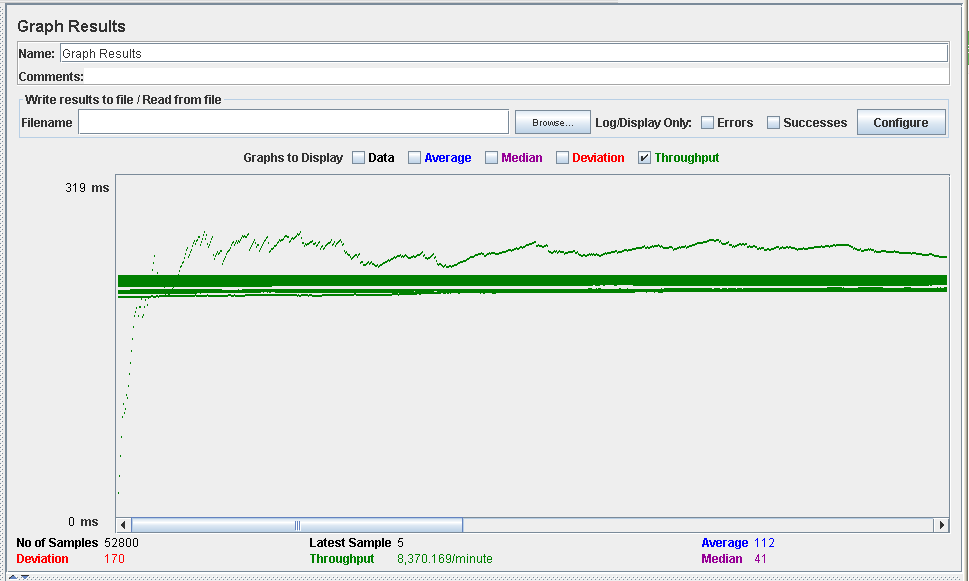 Graph Results
Name: Graph Results
Comments:
Write results to file / Read from file
Filename Browse... Log/Display Only: Errors Successes Configure
Graphs to Display Data Average Median Deviation Throughput
319 ms
0 ms
No of Samples 52800 Latest Sample 5 Average 112
Deviation 170 Throughput 8,370.169/minute Median 41